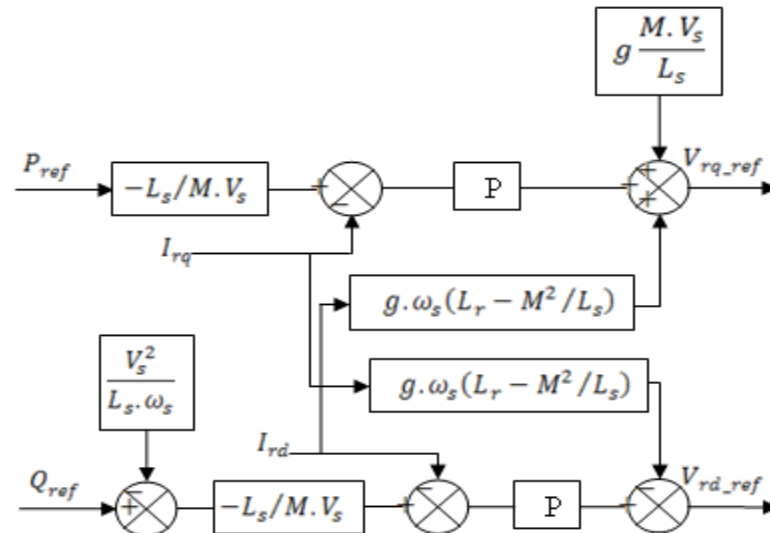 g M.V_s / L_s
P_ref
−L_s/M.V_s
+
−
P
+
+
+
V_rq_ref
I_rq
g.ω_s(L_r − M²/L_s)
V_s² / L_s.ω_s
g.ω_s(L_r − M²/L_s)
I_rd
Q_ref
+
−
−L_s/M.V_s
+
−
P
+
−
V_rd_ref